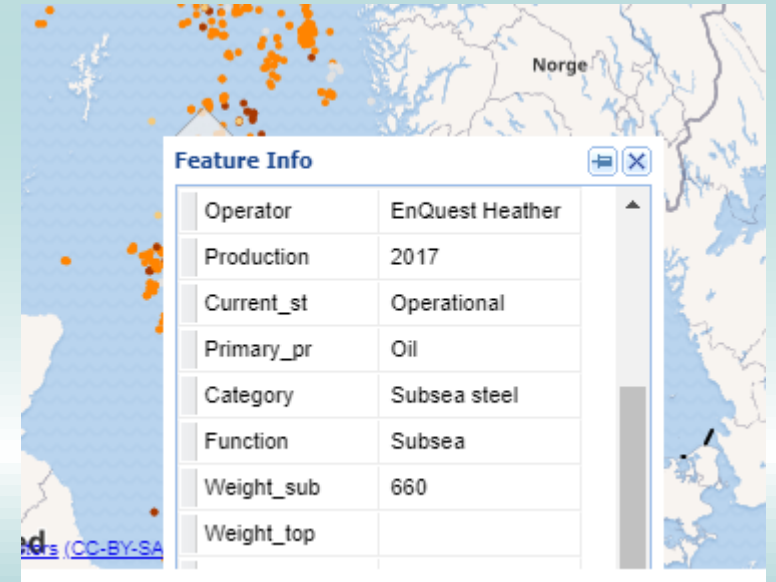 Norge
Feature Info
Operator EnQuest Heather
Production 2017
Current_st Operational
Primary_pr Oil
Category Subsea steel
Function Subsea
Weight_sub 660
Weight_top
(CC-BY-SA